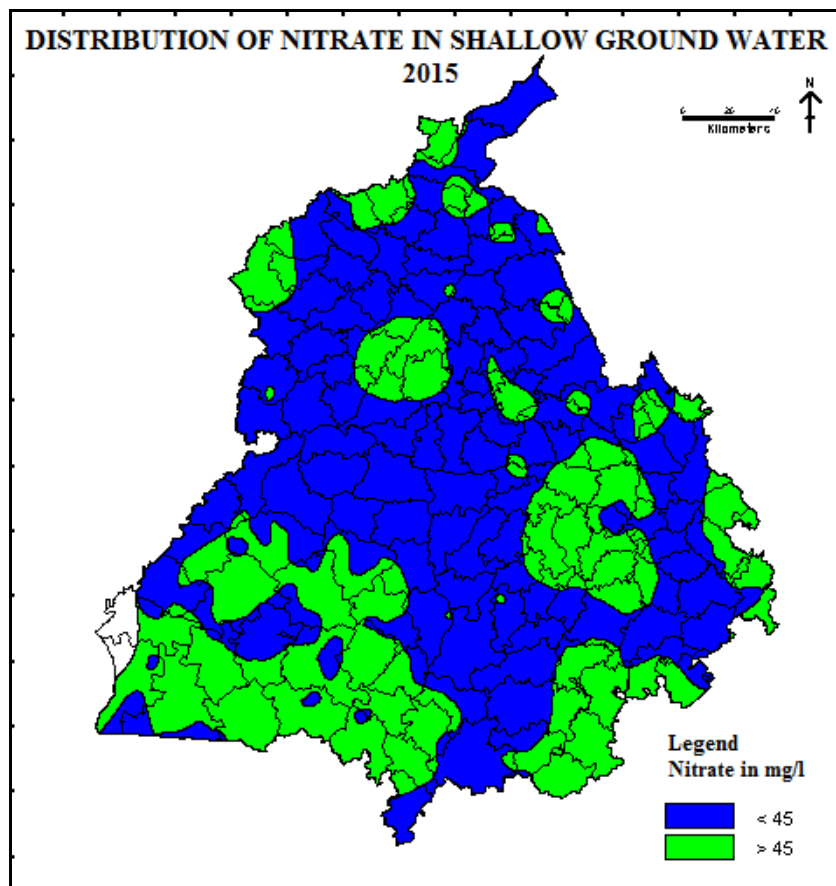 DISTRIBUTION OF NITRATE IN SHALLOW GROUND WATER
2015
N
Kilometers
Legend
Nitrate in mg/l
< 45
> 45